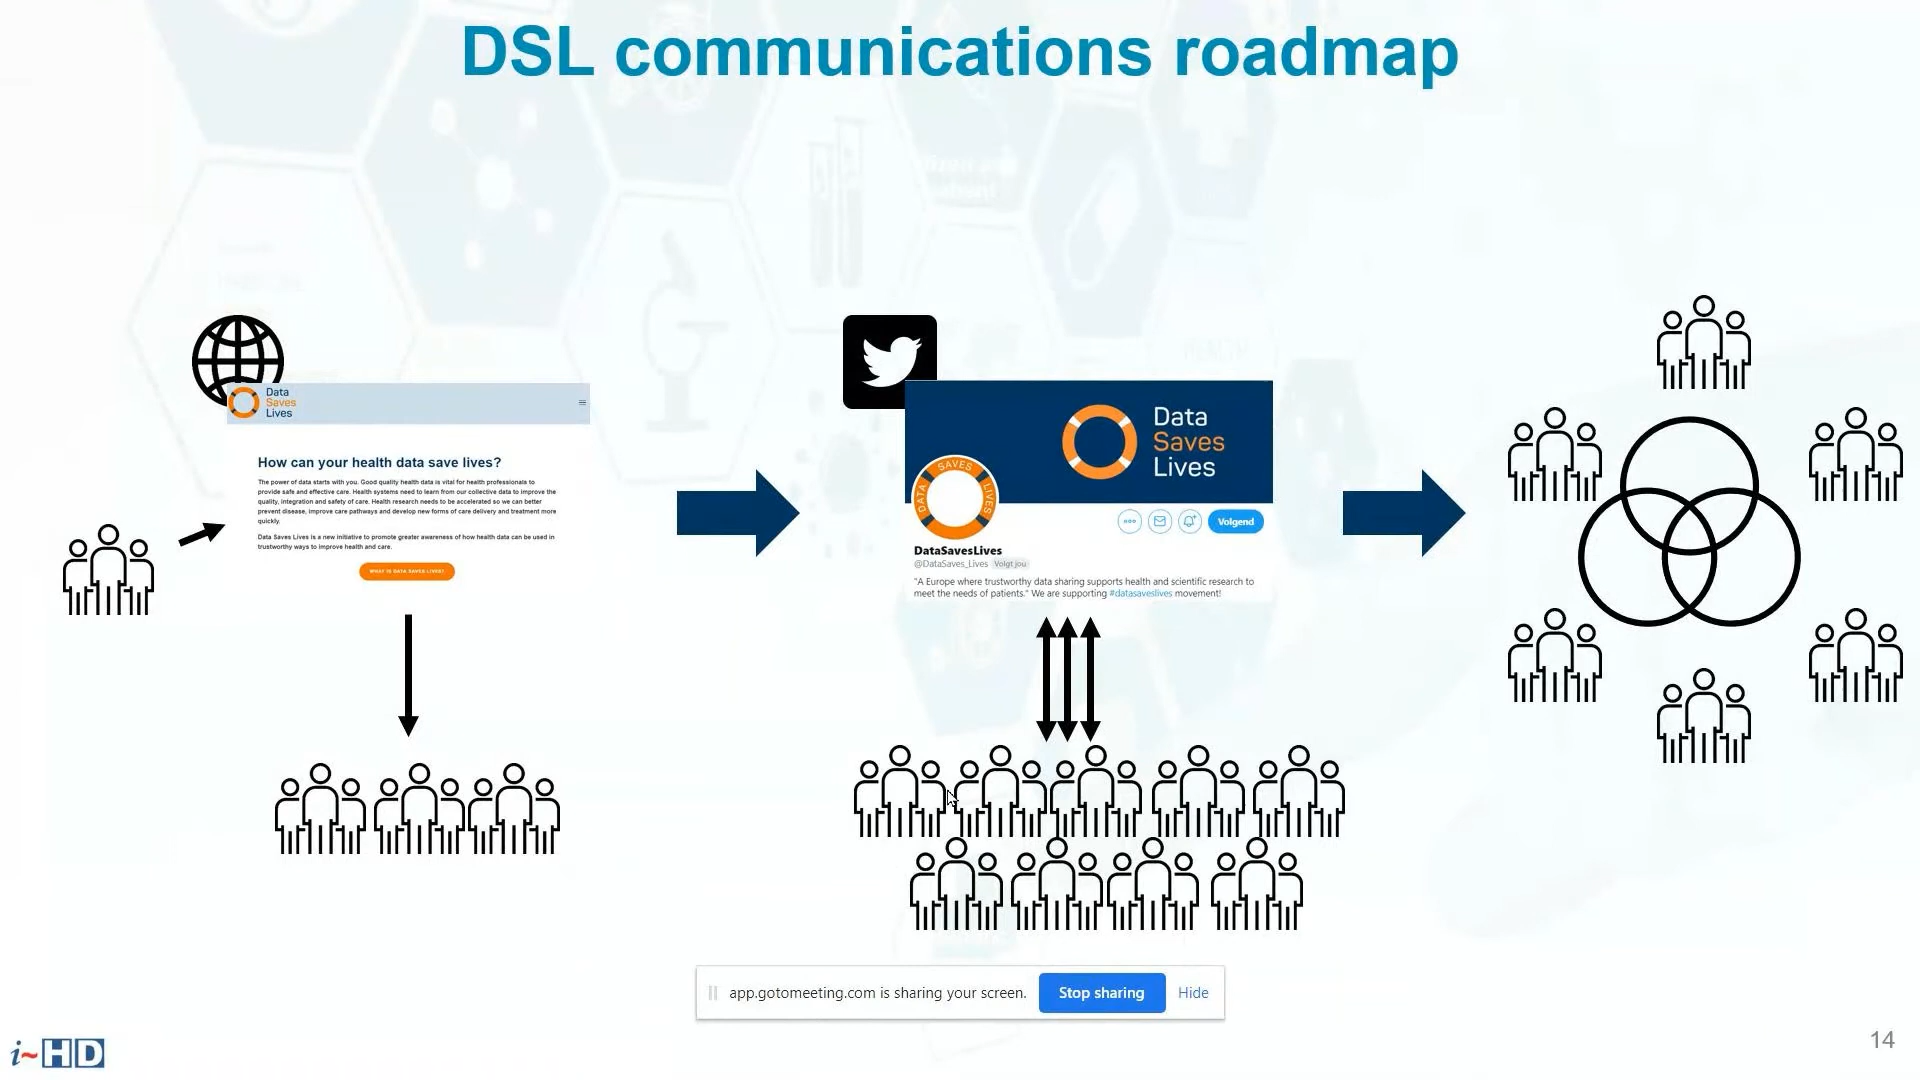 DSL communications roadmap
Data
Saves
Lives
How can your health data save lives?
The power of data starts with you. Good quality health data is vital for health professionals to
provide safe and effective care. Health systems need to learn from our collective data to improve the
quality, integration and safety of care. Health research needs to be accelerated so we can better
prevent disease, improve care pathways and develop new forms of care delivery and treatment more
quickly.
Data Saves Lives is a new initiative to promote greater awareness of how health data can be used in
trustworthy ways to improve health and care.
WHAT IS DATA SAVES LIVES?
Data
Saves
Lives
DATA SAVES LIVES
Volgend
DataSavesLives
@DataSaves_Lives Volgt jou
"A Europe where trustworthy data sharing supports health and scientific research to
meet the needs of patients." We are supporting #datasaveslives movement!
app.gotomeeting.com is sharing your screen. Stop sharing Hide
i~HD
14